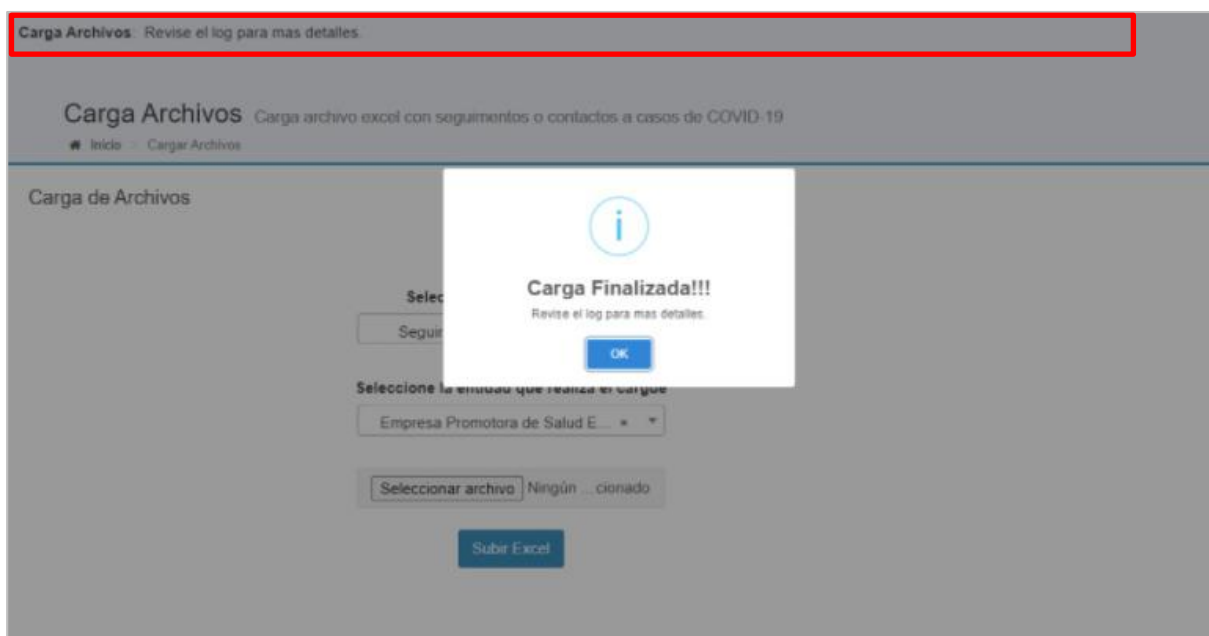 Carga Archivos: Revise el log para mas detalles.
Carga Archivos Carga archivo excel con seguimentos o contactos a casos de COVID-19
Inicio > Cargar Archivos
Carga de Archivos
Carga Finalizada!!!
Revise el log para mas detalles.
OK
Selec
Seguir
Seleccione la entidad que realiza el cargue
Empresa Promotora de Salud E... ×
Seleccionar archivo Ningún ...cionado
Subir Excel